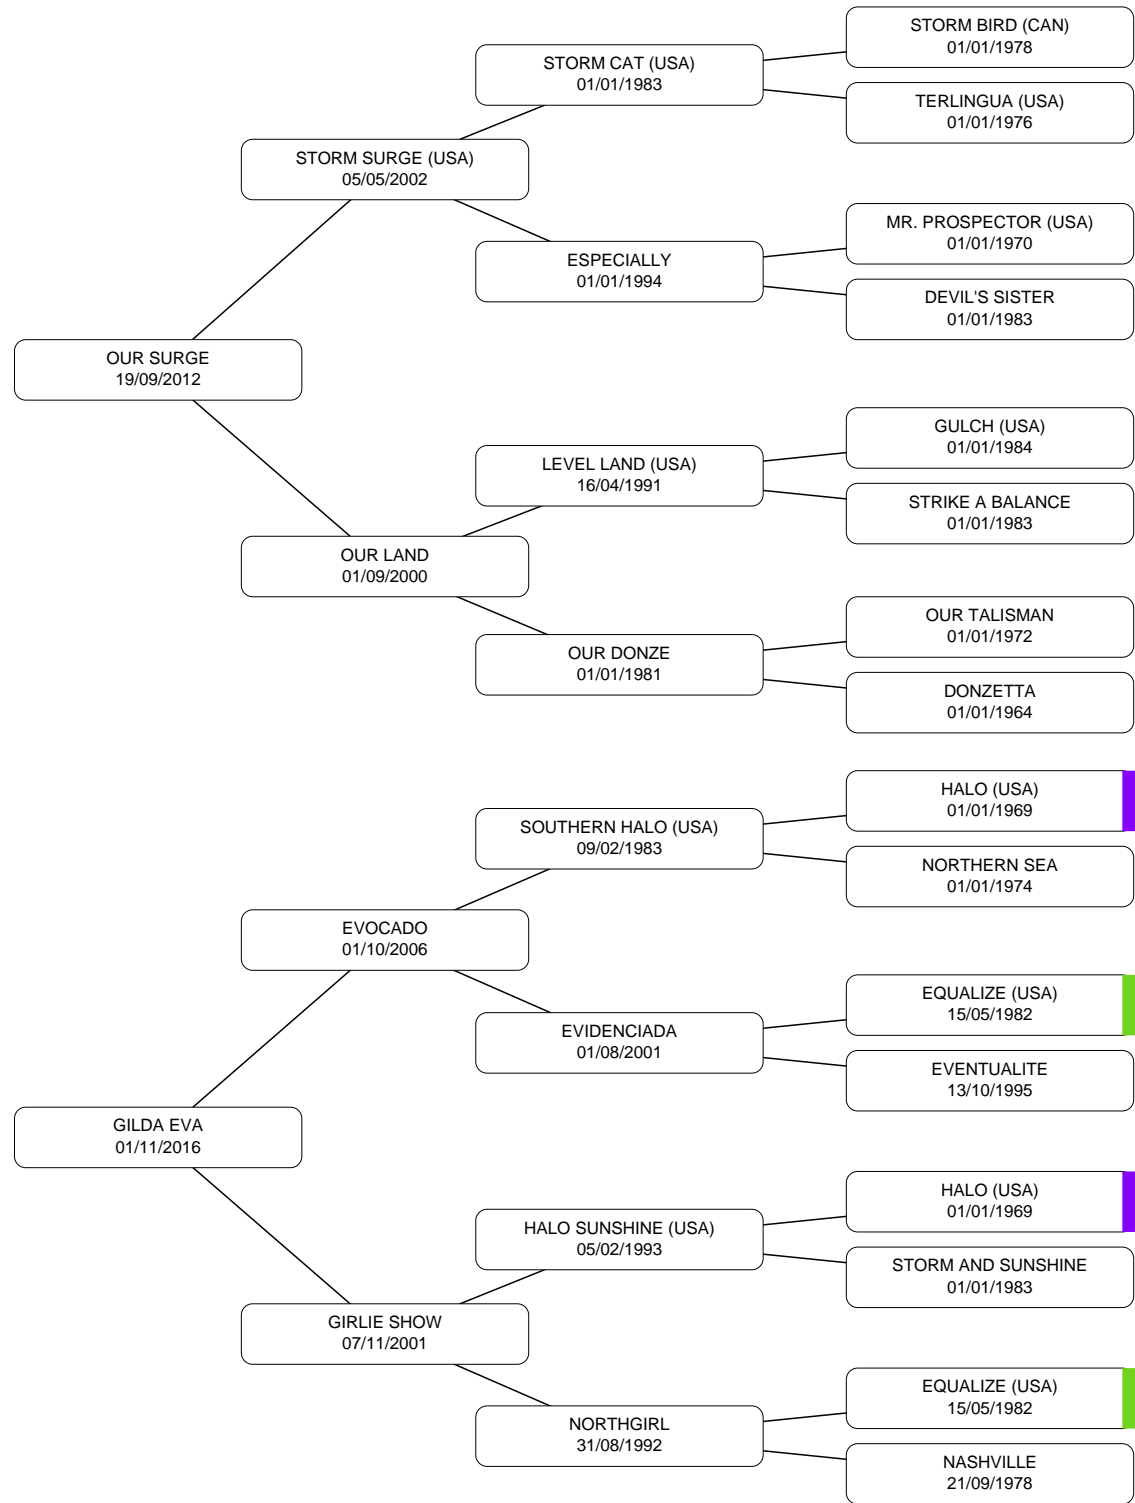 STORM BIRD (CAN)
01/01/1978
STORM CAT (USA)
01/01/1983
TERLINGUA (USA)
01/01/1976
STORM SURGE (USA)
05/05/2002
MR. PROSPECTOR (USA)
01/01/1970
ESPECIALLY
01/01/1994
DEVIL'S SISTER
01/01/1983
OUR SURGE
19/09/2012
GULCH (USA)
01/01/1984
LEVEL LAND (USA)
16/04/1991
STRIKE A BALANCE
01/01/1983
OUR LAND
01/09/2000
OUR TALISMAN
01/01/1972
OUR DONZE
01/01/1981
DONZETTA
01/01/1964
HALO (USA)
01/01/1969
SOUTHERN HALO (USA)
09/02/1983
NORTHERN SEA
01/01/1974
EVOCADO
01/10/2006
EQUALIZE (USA)
15/05/1982
EVIDENCIADA
01/08/2001
EVENTUALITE
13/10/1995
GILDA EVA
01/11/2016
HALO (USA)
01/01/1969
HALO SUNSHINE (USA)
05/02/1993
STORM AND SUNSHINE
01/01/1983
GIRLIE SHOW
07/11/2001
EQUALIZE (USA)
15/05/1982
NORTHGIRL
31/08/1992
NASHVILLE
21/09/1978